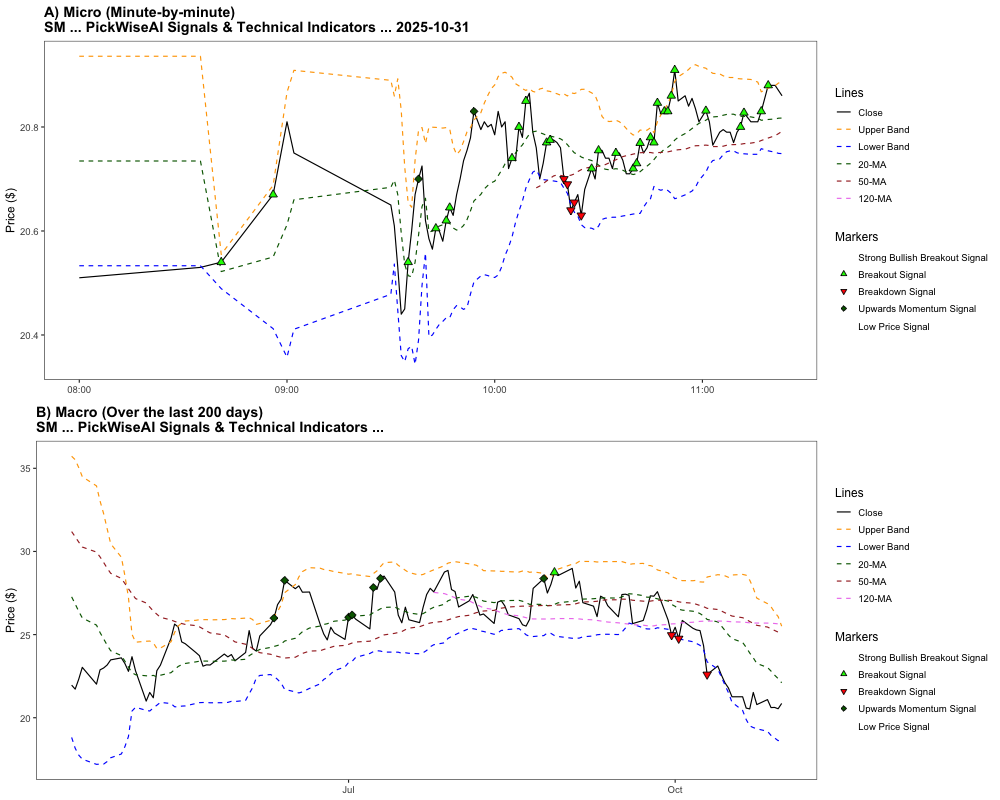 A) Micro (Minute-by-minute)
SM ... PickWiseAI Signals & Technical Indicators ... 2025-10-31
Price ($)
20.8
20.6
20.4
08:00
09:00
10:00
11:00
Lines
Close
Upper Band
Lower Band
20-MA
50-MA
120-MA
Markers
Strong Bullish Breakout Signal
Breakout Signal
Breakdown Signal
Upwards Momentum Signal
Low Price Signal
B) Macro (Over the last 200 days)
SM ... PickWiseAI Signals & Technical Indicators ...
Price ($)
35
30
25
20
Jul
Oct
Lines
Close
Upper Band
Lower Band
20-MA
50-MA
120-MA
Markers
Strong Bullish Breakout Signal
Breakout Signal
Breakdown Signal
Upwards Momentum Signal
Low Price Signal